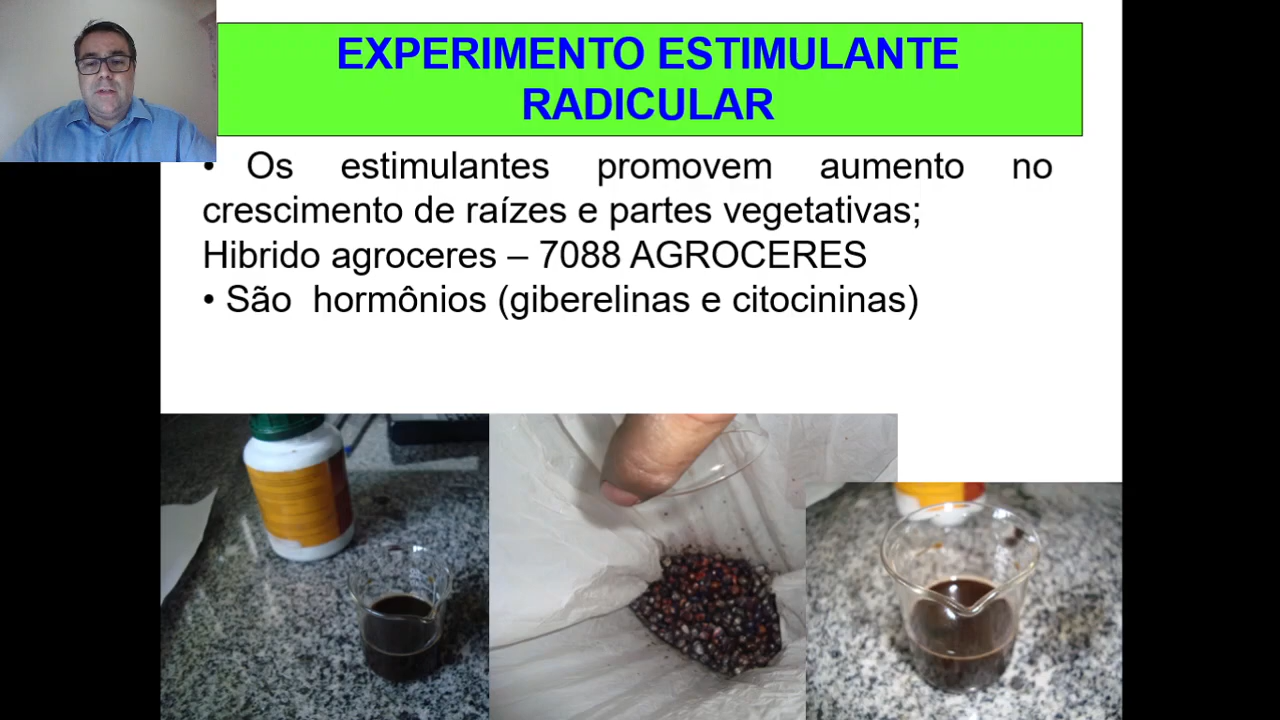 EXPERIMENTO ESTIMULANTE
RADICULAR
• Os estimulantes promovem aumento no
crescimento de raízes e partes vegetativas;
Hibrido agroceres – 7088 AGROCERES
• São hormônios (giberelinas e citocininas)